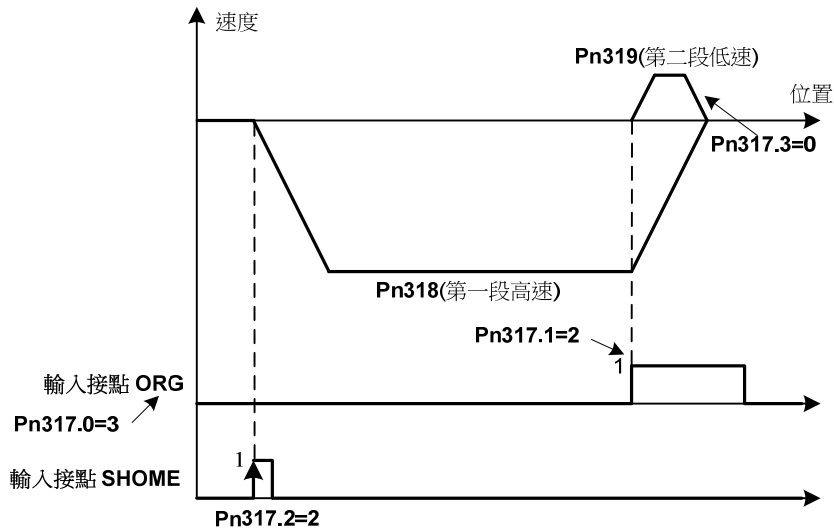 速度
Pn319(第二段低速)
位置
Pn317.3=0
Pn318(第一段高速)
Pn317.1=2
1
輸入接點 ORG
Pn317.0=3
1
輸入接點 SHOME
Pn317.2=2